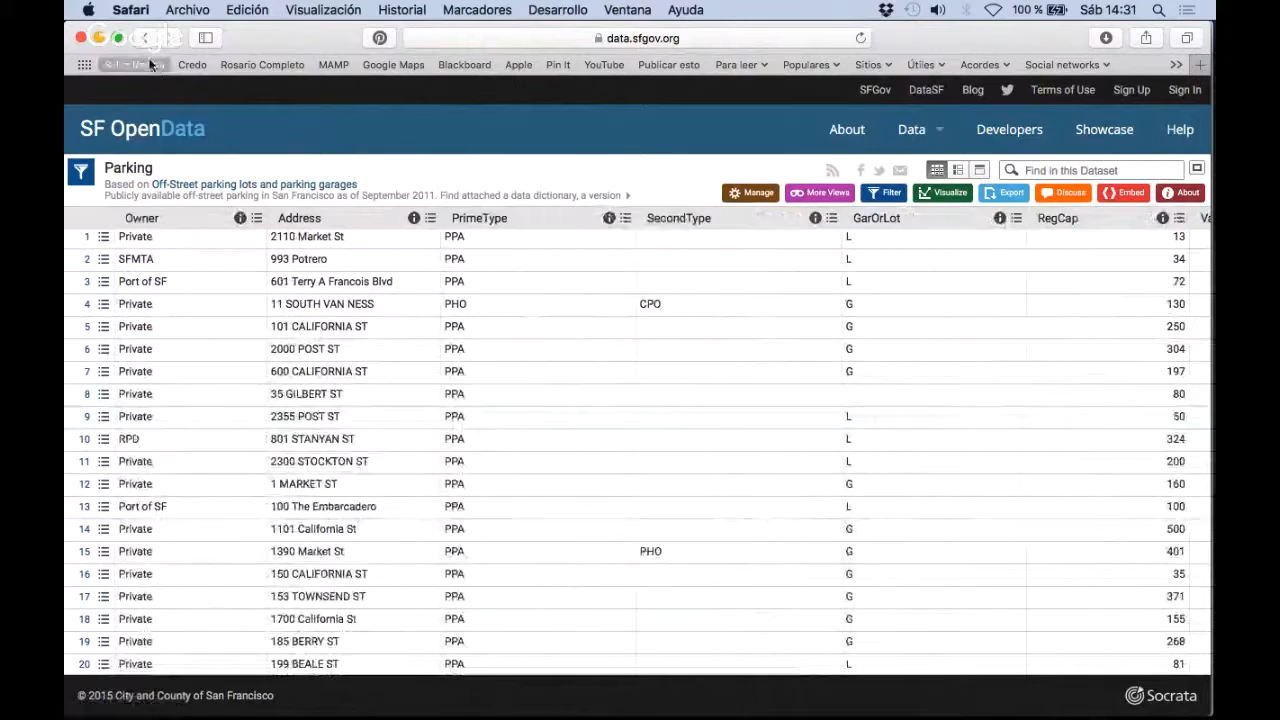 Safari Archivo Edición Visualización Historial Marcadores Desarrollo Ventana Ayuda 100 % Sáb 14:31
Google
data.sfgov.org
Credo Rosario Completo MAMP Google Maps Blackboard Apple Pin It YouTube Publicar esto Para leer Populares Sitios Útiles Acordes Social networks >> +
SFGov DataSF Blog Terms of Use Sign Up Sign In
SF OpenData About Data Developers Showcase Help
Parking
Find in this Dataset
Based on Off-Street parking lots and parking garages
Publicly available off-street parking in San Francisco as of September 2011. Find attached a data dictionary, a version
Manage More Views Filter Visualize Export Discuss Embed About
Owner Address PrimeType SecondType GarOrLot RegCap Va
1 Private 2110 Market St PPA L 13
2 SFMTA 993 Potrero PPA L 34
3 Port of SF 601 Terry A Francois Blvd PPA L 72
4 Private 11 SOUTH VAN NESS PHO CPO G 130
5 Private 101 CALIFORNIA ST PPA G 250
6 Private 2000 POST ST PPA G 304
7 Private 600 CALIFORNIA ST PPA G 197
8 Private 35 GILBERT ST PPA 80
9 Private 2355 POST ST PPA L 50
10 RPD 801 STANYAN ST PPA L 324
11 Private 2300 STOCKTON ST PPA L 200
12 Private 1 MARKET ST PPA G 160
13 Port of SF 100 The Embarcadero PPA L 100
14 Private 1101 California St PPA G 500
15 Private 1390 Market St PPA PHO G 401
16 Private 150 CALIFORNIA ST PPA G 35
17 Private 153 TOWNSEND ST PPA G 371
18 Private 1700 California St PPA G 155
19 Private 185 BERRY ST PPA G 268
20 Private 199 BEALE ST PPA L 81
© 2015 City and County of San Francisco
Socrata